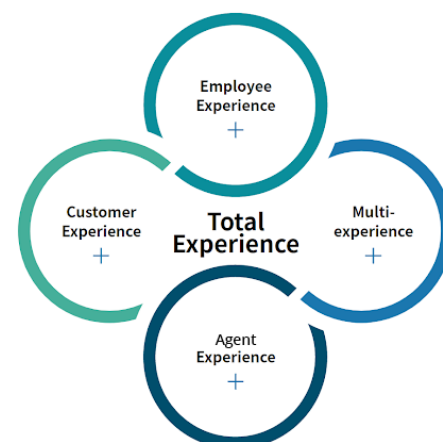 Employee
Experience
+
Customer
Experience
+
Total
Experience
Multi-
experience
+
Agent
Experience
+